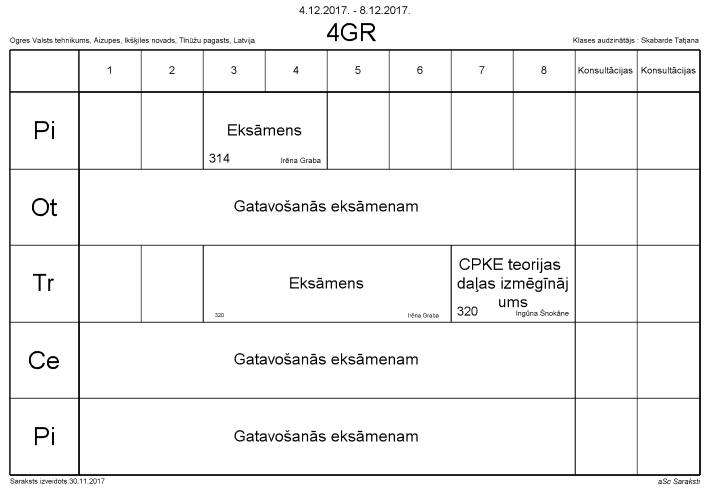 4.12.2017. - 8.12.2017.
Ogres Valsts tehnikums, Aizupes, Ikšķiles novads, Tīnūžu pagasts, Latvija
4GR
Klases audzinātājs : Skabarde Tatjana
1 2 3 4 5 6 7 8 Konsultācijas Konsultācijas
Pi
Eksāmens
314 Irēna Graba
Ot
Gatavošanās eksāmenam
Tr
Eksāmens
320 Irēna Graba
CPKE teorijas
daļas izmēģināj
ums
320 Ingūna Šnokāne
Ce
Gatavošanās eksāmenam
Pi
Gatavošanās eksāmenam
Saraksts izveidots:30.11.2017
aSc Saraksti